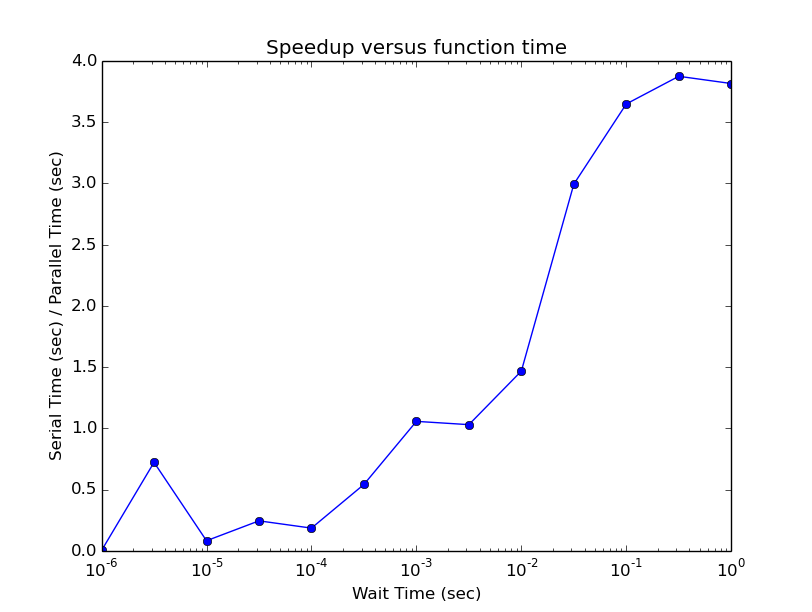 Speedup versus function time
Serial Time (sec) / Parallel Time (sec)
4.0
3.5
3.0
2.5
2.0
1.5
1.0
0.5
0.0
10^-6 10^-5 10^-4 10^-3 10^-2 10^-1 10^0
Wait Time (sec)